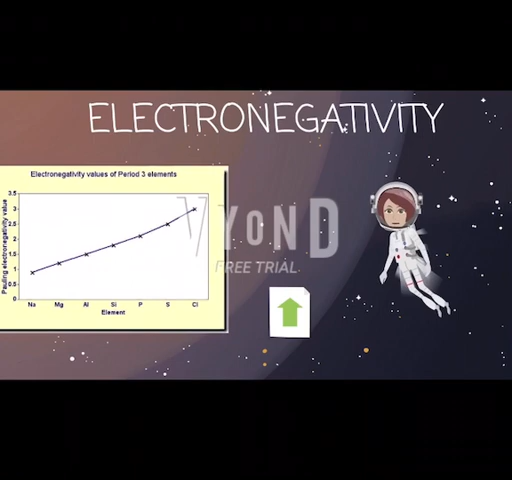 ELECTRONEGATIVITY
Electronegativity values of Period 3 elements
Pauling electronegativity value
3.5
3
2.5
2
1.5
1
0.5
0
Na Mg Al Si P S Cl
Element
VYOND
FREE TRIAL